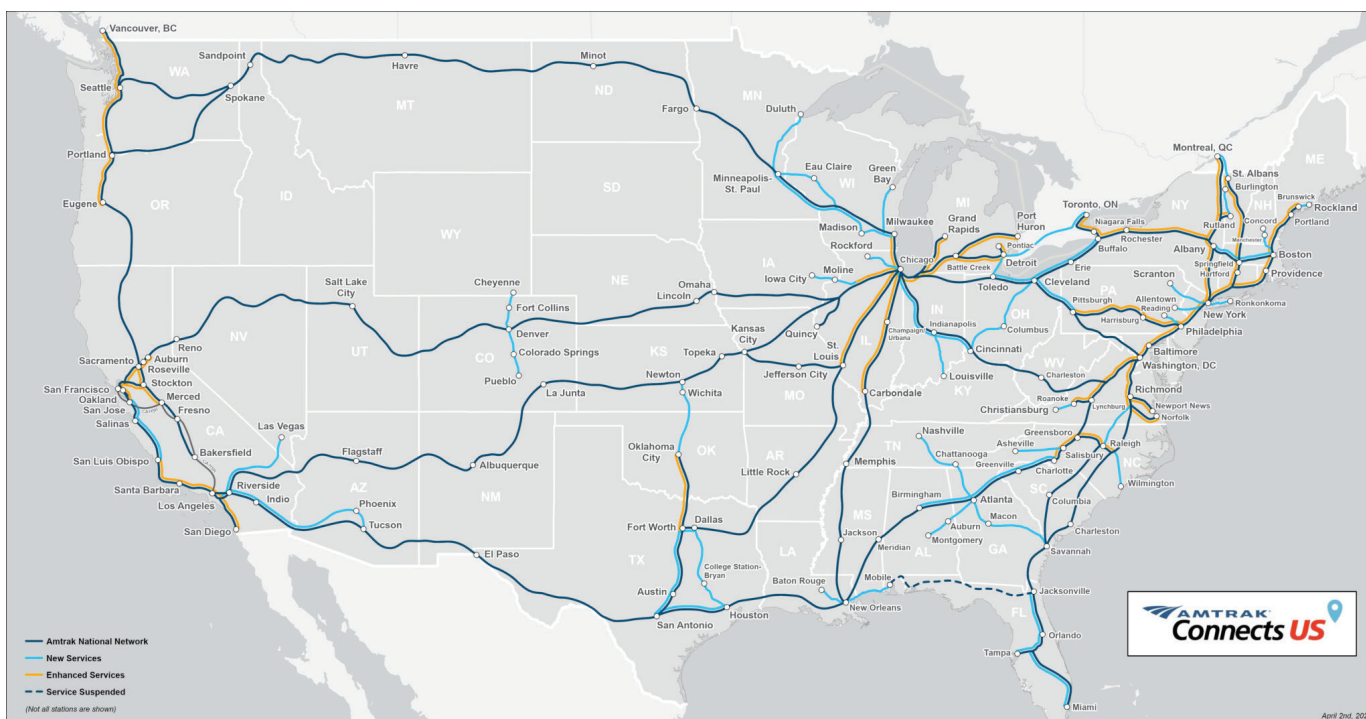 Vancouver, BC
Seattle
WA
Sandpoint
Spokane
Portland
Eugene
OR
ID
MT
Havre
ND
Minot
Fargo
SD
WY
NE
MN
Duluth
Minneapolis-
St. Paul
Eau Claire
WI
Green
Bay
Milwaukee
Madison
Rockford
IA
Iowa City
Moline
Chicago
MI
Grand
Rapids
Port
Huron
Pontiac
Battle Creek
Detroit
Toledo
Toronto, ON
Niagara Falls
Buffalo
Rochester
NY
Albany
Montreal, QC
St. Albans
Burlington
Rutland
NH
ME
Brunswick
Rockland
Portland
Concord
Manchester
Boston
Springfield
Hartford
Providence
Erie
Cleveland
Scranton
PA
Pittsburgh
Allentown
Reading
Harrisburg
Ronkonkoma
New York
Philadelphia
Baltimore
Washington, DC
OH
Columbus
IN
Indianapolis
Cincinnati
WV
Charleston
Louisville
KY
Richmond
Newport News
Norfolk
Roanoke
Lynchburg
Christiansburg
Greensboro
Raleigh
Asheville
Salisbury
Greenville
Charlotte
NC
Wilmington
SC
Columbia
Charleston
Savannah
TN
Nashville
Chattanooga
Atlanta
Macon
GA
Birmingham
Auburn
Montgomery
AL
MS
Jackson
Meridian
Memphis
IL
Champaign
Urbana
Carbondale
St.
Louis
Quincy
MO
Jefferson City
Kansas
City
Topeka
KS
Newton
Wichita
Omaha
Lincoln
Cheyenne
Fort Collins
Denver
CO
Colorado Springs
Pueblo
La Junta
UT
Salt Lake
City
NV
Reno
Sacramento
Auburn
Roseville
Stockton
San Francisco
Oakland
San Jose
Merced
Fresno
Salinas
CA
Bakersfield
San Luis Obispo
Santa Barbara
Los Angeles
San Diego
Las Vegas
Riverside
Indio
AZ
Flagstaff
Phoenix
Tucson
NM
Albuquerque
El Paso
OK
Oklahoma
City
AR
Little Rock
TX
Fort Worth
Dallas
College Station-
Bryan
Austin
San Antonio
Houston
LA
Baton Rouge
New Orleans
Mobile
FL
Jacksonville
Orlando
Tampa
Miami
Amtrak National Network
New Services
Enhanced Services
Service Suspended
(Not all stations are shown)
AMTRAK
Connects US